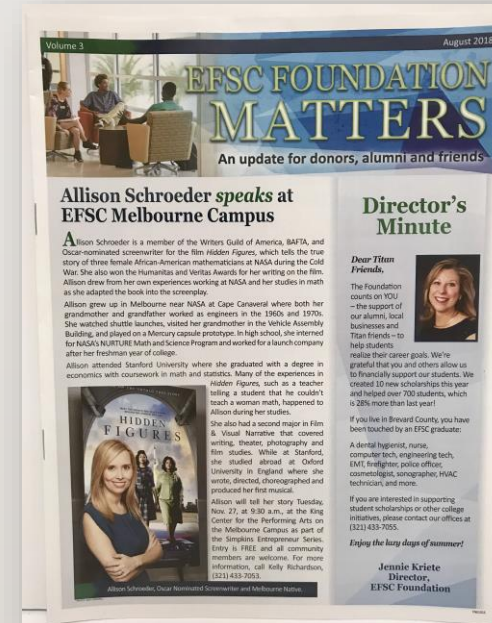 Volume 3
August 2018
EFSC FOUNDATION
MATTERS
An update for donors, alumni and friends
Allison Schroeder speaks at
EFSC Melbourne Campus
Allison Schroeder is a member of the Writers Guild of America, BAFTA, and
Oscar-nominated screenwriter for the film Hidden Figures, which tells the true
story of three female African-American mathematicians at NASA during the Cold
War. She also won the Humanitas and Veritas Awards for her writing on the film.
Allison drew from her own experiences working at NASA and her studies in math
as she adapted the book into the screenplay.
Allison grew up in Melbourne near NASA at Cape Canaveral where both her
grandmother and grandfather worked as engineers in the 1960s and 1970s.
She watched shuttle launches, visited her grandmother in the Vehicle Assembly
Building, and played on a Mercury capsule prototype. In high school, she interned
for NASA's NURTURE Math and Science Program and worked for a launch company
after her freshman year of college.
Allison attended Stanford University where she graduated with a degree in
economics with coursework in math and statistics. Many of the experiences in
Hidden Figures, such as a teacher
telling a student that he couldn't
teach a woman math, happened to
Allison during her studies.
She also had a second major in Film
& Visual Narrative that covered
writing, theater, photography and
film studies. While at Stanford,
she studied abroad at Oxford
University in England where she
wrote, directed, choreographed and
produced her first musical.
Allison will tell her story Tuesday,
Nov. 27, at 9:30 a.m., at the King
Center for the Performing Arts on
the Melbourne Campus as part of
the Simpkins Entrepreneur Series.
Entry is FREE and all community
members are welcome. For more
information, call Kelly Richardson,
(321) 433-7053.
HIDDEN
FIGURES
Allison Schroeder, Oscar Nominated Screenwriter and Melbourne Native.
Director's
Minute
Dear Titan
Friends,
The Foundation
counts on YOU
– the support of
our alumni, local
businesses and
Titan friends – to
help students
realize their career goals. We're
grateful that you and others allow us
to financially support our students. We
created 10 new scholarships this year
and helped over 700 students, which
is 28% more than last year!
If you live in Brevard County, you have
been touched by an EFSC graduate:
A dental hygienist, nurse,
computer tech, engineering tech,
EMT, firefighter, police officer,
cosmetologist, sonographer, HVAC
technician, and more.
If you are interested in supporting
student scholarships or other college
initiatives, please contact our offices at
(321) 433-7055.
Enjoy the lazy days of summer!
Jennie Kriete
Director,
EFSC Foundation